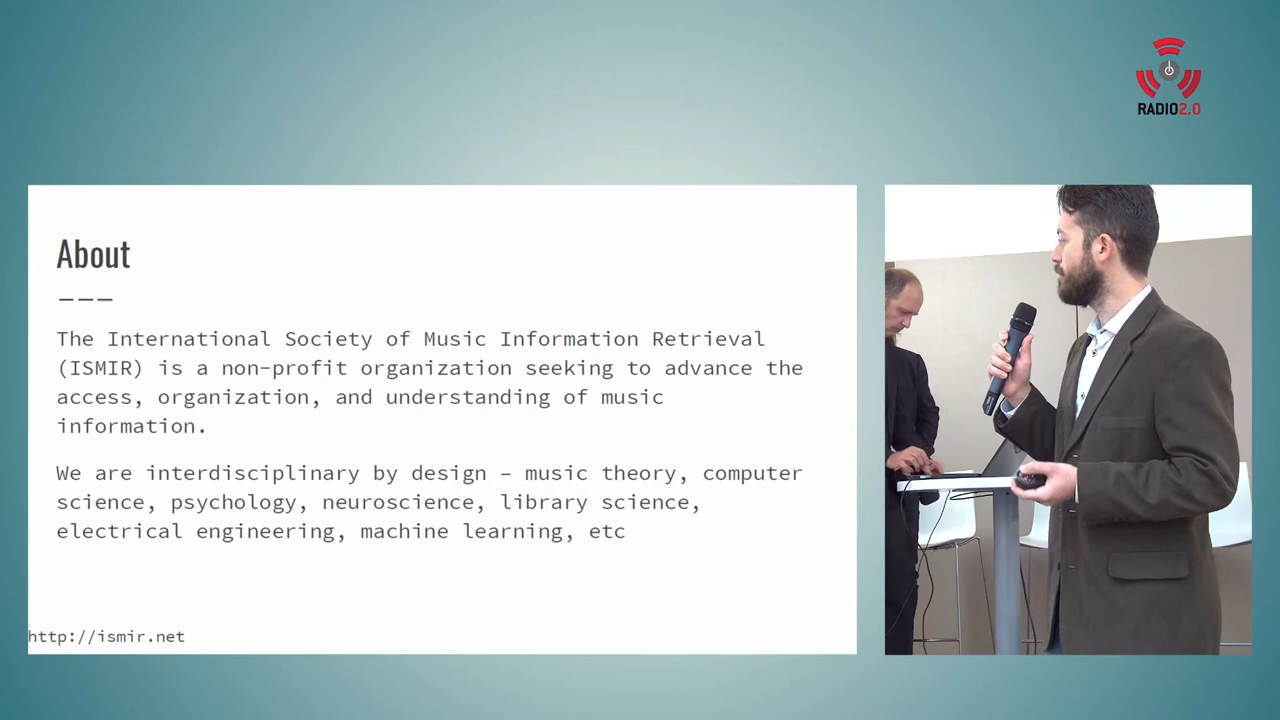 RADIO2.0
About
---
The International Society of Music Information Retrieval
(ISMIR) is a non-profit organization seeking to advance the
access, organization, and understanding of music
information.
We are interdisciplinary by design – music theory, computer
science, psychology, neuroscience, library science,
electrical engineering, machine learning, etc
http://ismir.net